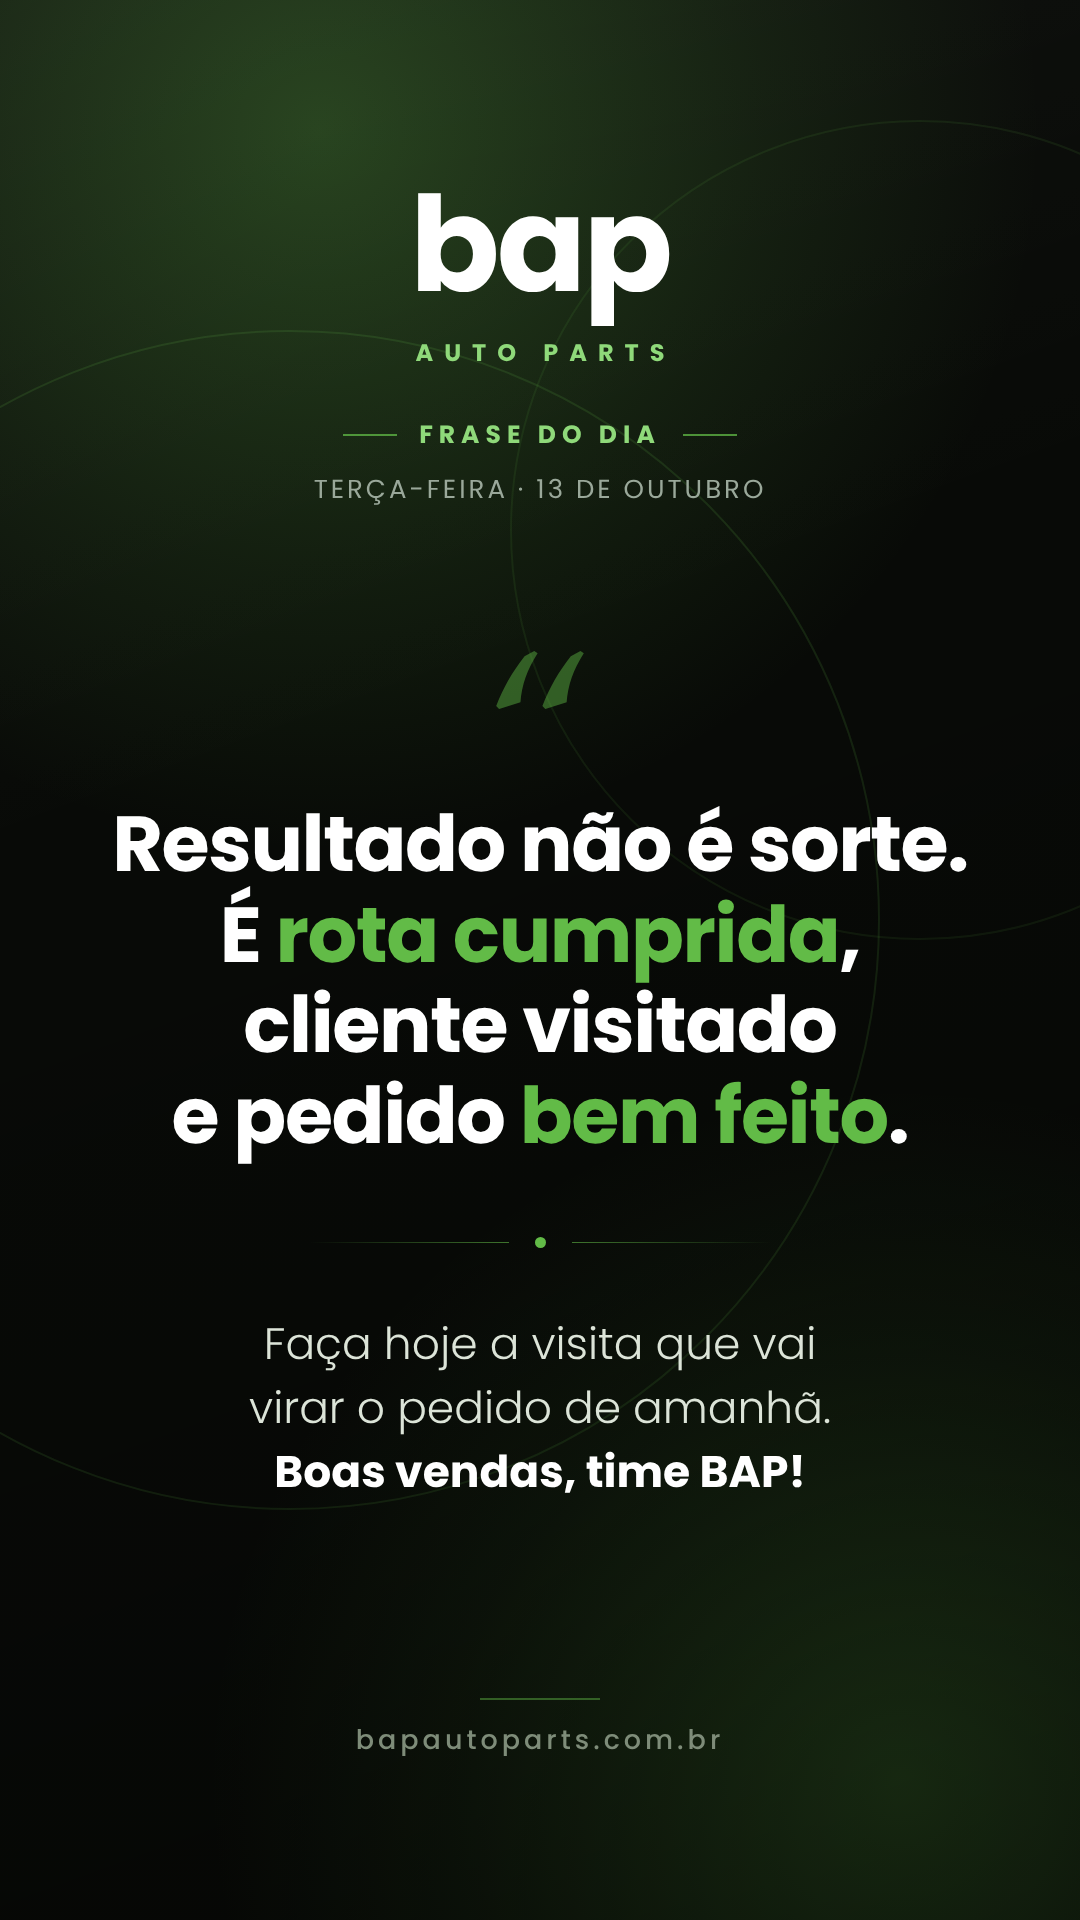 bap
AUTO PARTS
FRASE DO DIA
TERÇA-FEIRA · 13 DE OUTUBRO
“
Resultado não é sorte.
É rota cumprida,
cliente visitado
e pedido bem feito.
Faça hoje a visita que vai
virar o pedido de amanhã.
Boas vendas, time BAP!
bapautoparts.com.br